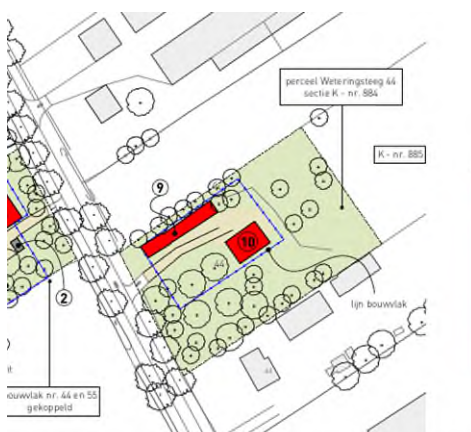 perceel Weteringsteeg 44
sectie K - nr. 884
K - nr. 885
9
10
44
lijn bouwvlak
2
bouwvlak nr. 44 en 55
gekoppeld